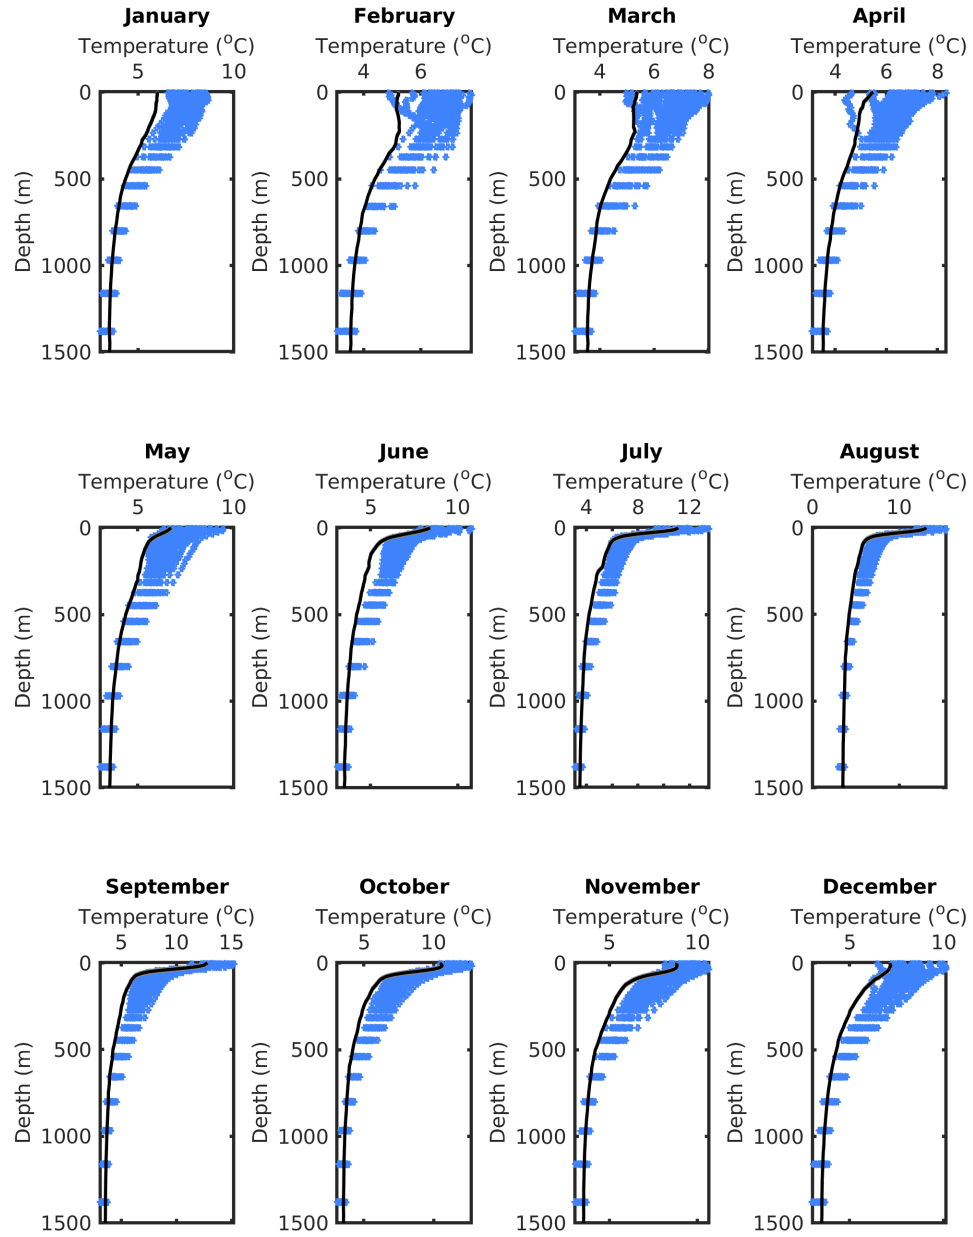 January February March April
Temperature (°C) Temperature (°C) Temperature (°C) Temperature (°C)
5 10 4 6 4 6 8 4 6 8
0 0 0 0
500 500 500 500
Depth (m) Depth (m) Depth (m) Depth (m)
1000 1000 1000 1000
1500 1500 1500 1500
May June July August
Temperature (°C) Temperature (°C) Temperature (°C) Temperature (°C)
5 10 5 10 4 8 12 0 10
0 0 0 0
500 500 500 500
Depth (m) Depth (m) Depth (m) Depth (m)
1000 1000 1000 1000
1500 1500 1500 1500
September October November December
Temperature (°C) Temperature (°C) Temperature (°C) Temperature (°C)
5 10 15 5 10 5 10 5 10
0 0 0 0
500 500 500 500
Depth (m) Depth (m) Depth (m) Depth (m)
1000 1000 1000 1000
1500 1500 1500 1500